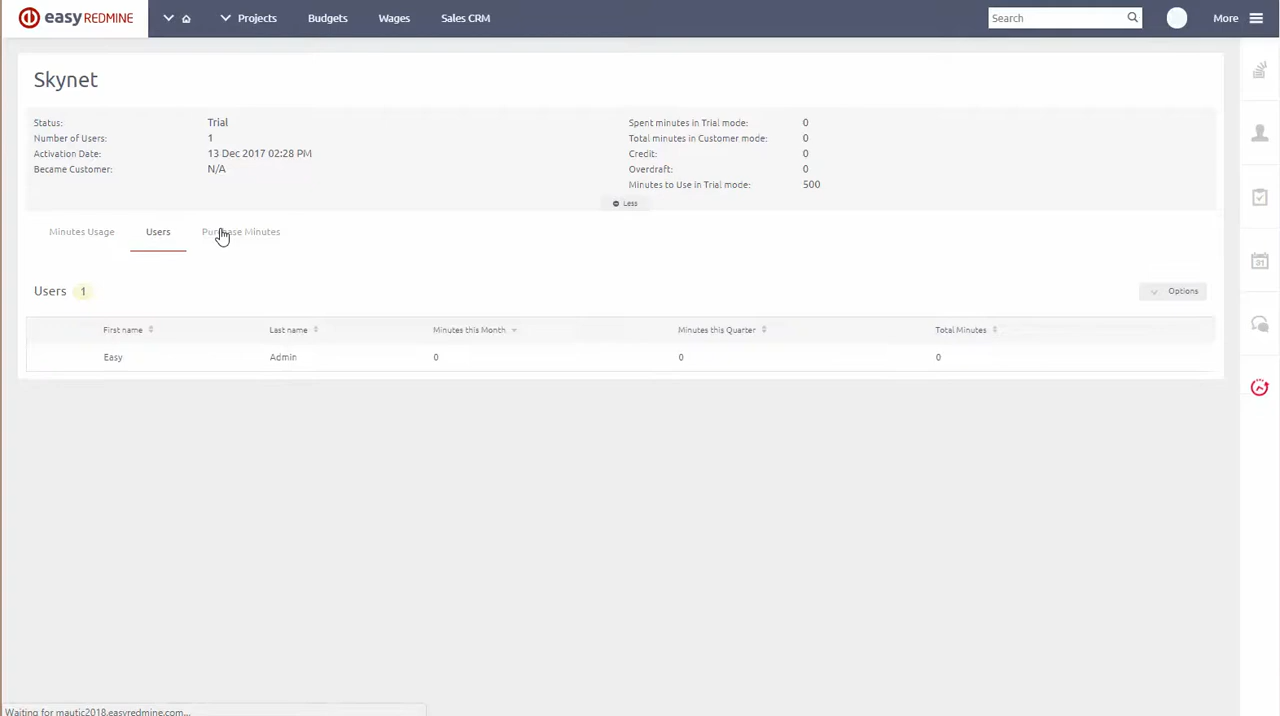 easy REDMINE
Projects
Budgets
Wages
Sales CRM
Search
More
Skynet
Status: Trial
Number of Users: 1
Activation Date: 13 Dec 2017 02:28 PM
Became Customer: N/A
Spent minutes in Trial mode: 0
Total minutes in Customer mode: 0
Credit: 0
Overdraft: 0
Minutes to Use in Trial mode: 500
Less
Minutes Usage
Users
Purchase Minutes
Users 1
Options
First name Last name Minutes this Month Minutes this Quarter Total Minutes
Easy Admin 0 0 0
31
Waiting for mautic2018.easyredmine.com...